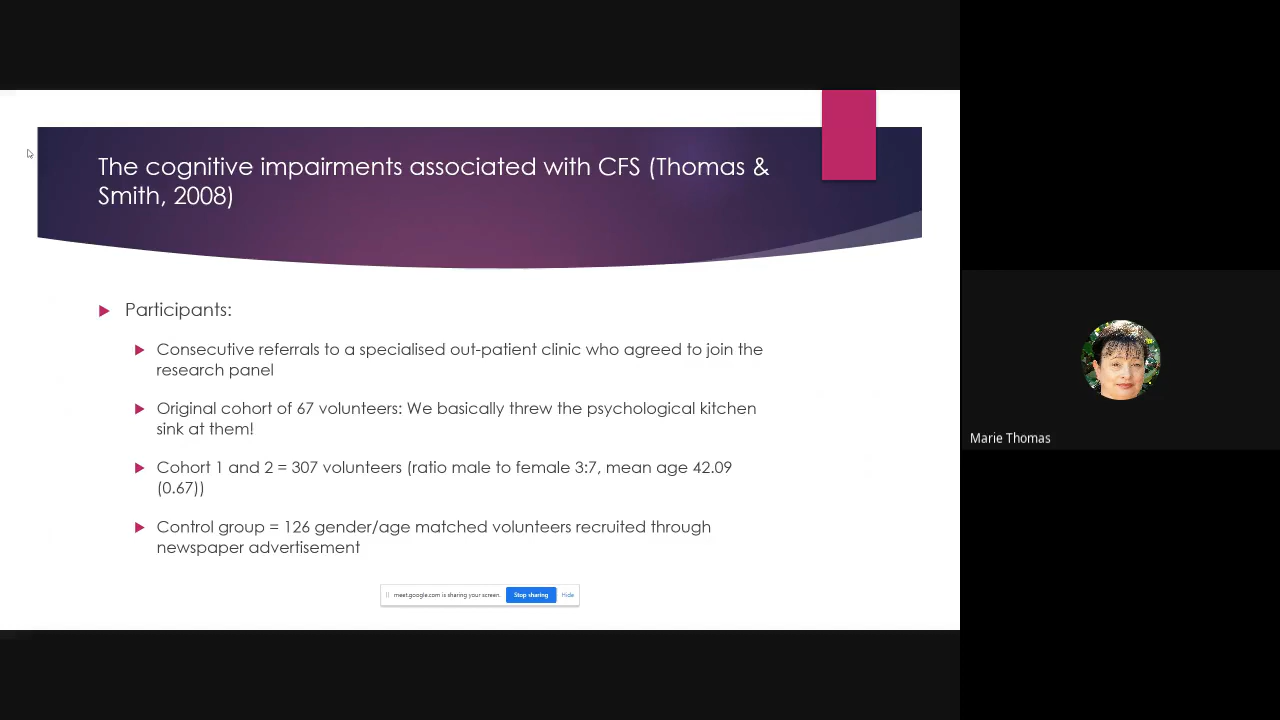 The cognitive impairments associated with CFS (Thomas &
Smith, 2008)
Participants:
Consecutive referrals to a specialised out-patient clinic who agreed to join the
research panel
Original cohort of 67 volunteers: We basically threw the psychological kitchen
sink at them!
Cohort 1 and 2 = 307 volunteers (ratio male to female 3:7, mean age 42.09
(0.67))
Control group = 126 gender/age matched volunteers recruited through
newspaper advertisement
meet.google.com is sharing your screen. Stop sharing Hide
Marie Thomas